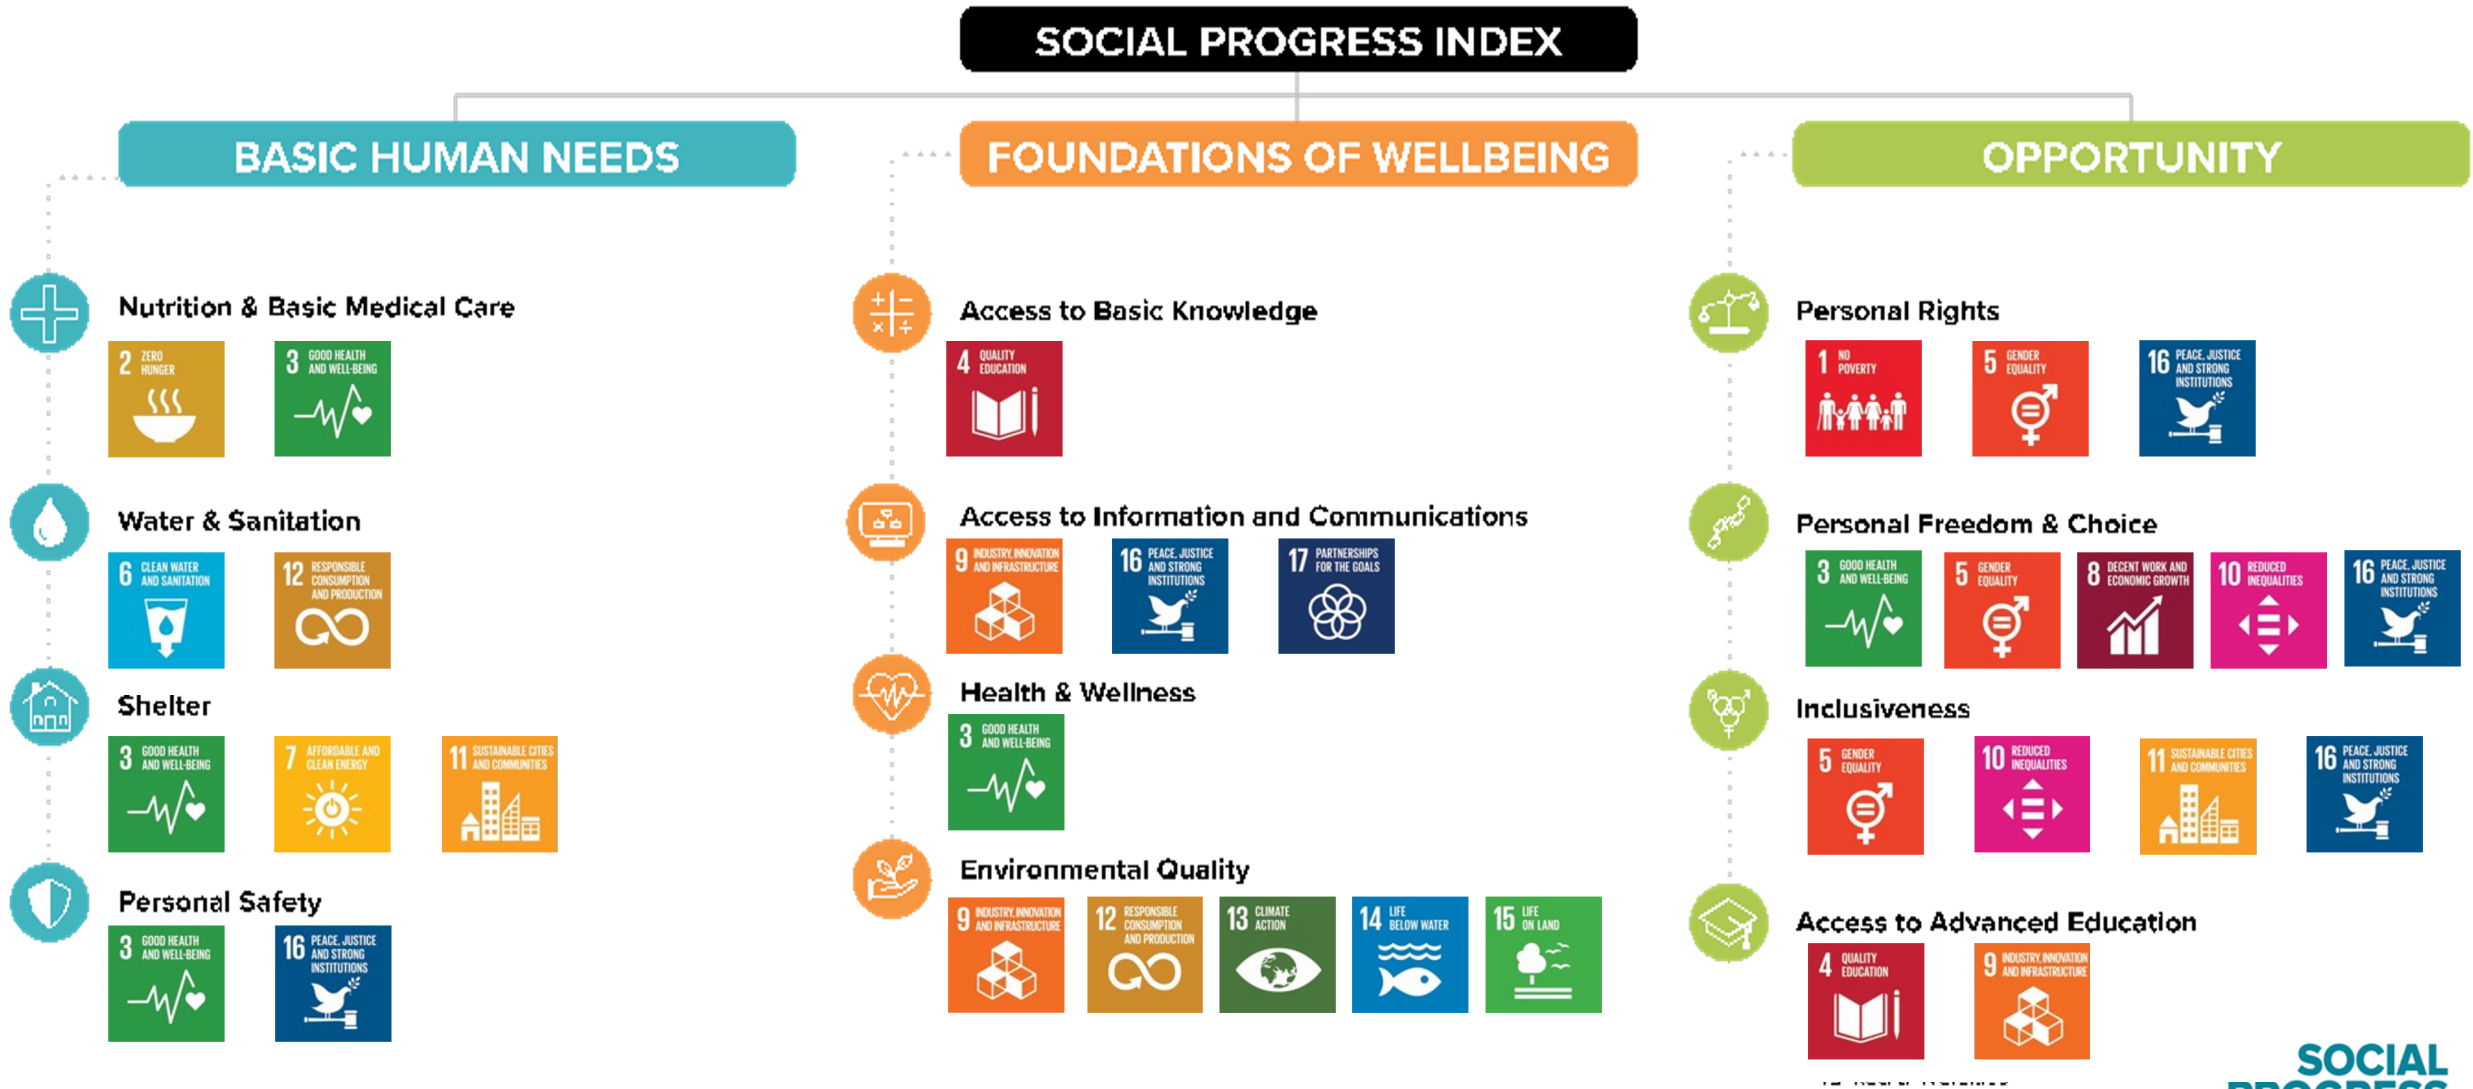 SOCIAL PROGRESS INDEX
BASIC HUMAN NEEDS
Nutrition & Basic Medical Care
2 ZERO
HUNGER
3 GOOD HEALTH
AND WELL-BEING
Water & Sanitation
6 CLEAN WATER
AND SANITATION
12 RESPONSIBLE
CONSUMPTION
AND PRODUCTION
Shelter
3 GOOD HEALTH
AND WELL-BEING
7 AFFORDABLE AND
CLEAN ENERGY
11 SUSTAINABLE CITIES
AND COMMUNITIES
Personal Safety
3 GOOD HEALTH
AND WELL-BEING
16 PEACE, JUSTICE
AND STRONG
INSTITUTIONS
FOUNDATIONS OF WELLBEING
Access to Basic Knowledge
4 QUALITY
EDUCATION
Access to Information and Communications
9 INDUSTRY, INNOVATION
AND INFRASTRUCTURE
16 PEACE, JUSTICE
AND STRONG
INSTITUTIONS
17 PARTNERSHIPS
FOR THE GOALS
Health & Wellness
3 GOOD HEALTH
AND WELL-BEING
Environmental Quality
9 INDUSTRY, INNOVATION
AND INFRASTRUCTURE
12 RESPONSIBLE
CONSUMPTION
AND PRODUCTION
13 CLIMATE
ACTION
14 LIFE
BELOW WATER
15 LIFE
ON LAND
OPPORTUNITY
Personal Rights
1 NO
POVERTY
5 GENDER
EQUALITY
16 PEACE, JUSTICE
AND STRONG
INSTITUTIONS
Personal Freedom & Choice
3 GOOD HEALTH
AND WELL-BEING
5 GENDER
EQUALITY
8 DECENT WORK AND
ECONOMIC GROWTH
10 REDUCED
INEQUALITIES
16 PEACE, JUSTICE
AND STRONG
INSTITUTIONS
Inclusiveness
5 GENDER
EQUALITY
10 REDUCED
INEQUALITIES
11 SUSTAINABLE CITIES
AND COMMUNITIES
16 PEACE, JUSTICE
AND STRONG
INSTITUTIONS
Access to Advanced Education
4 QUALITY
EDUCATION
9 INDUSTRY, INNOVATION
AND INFRASTRUCTURE
SOCIAL
PROGRESS